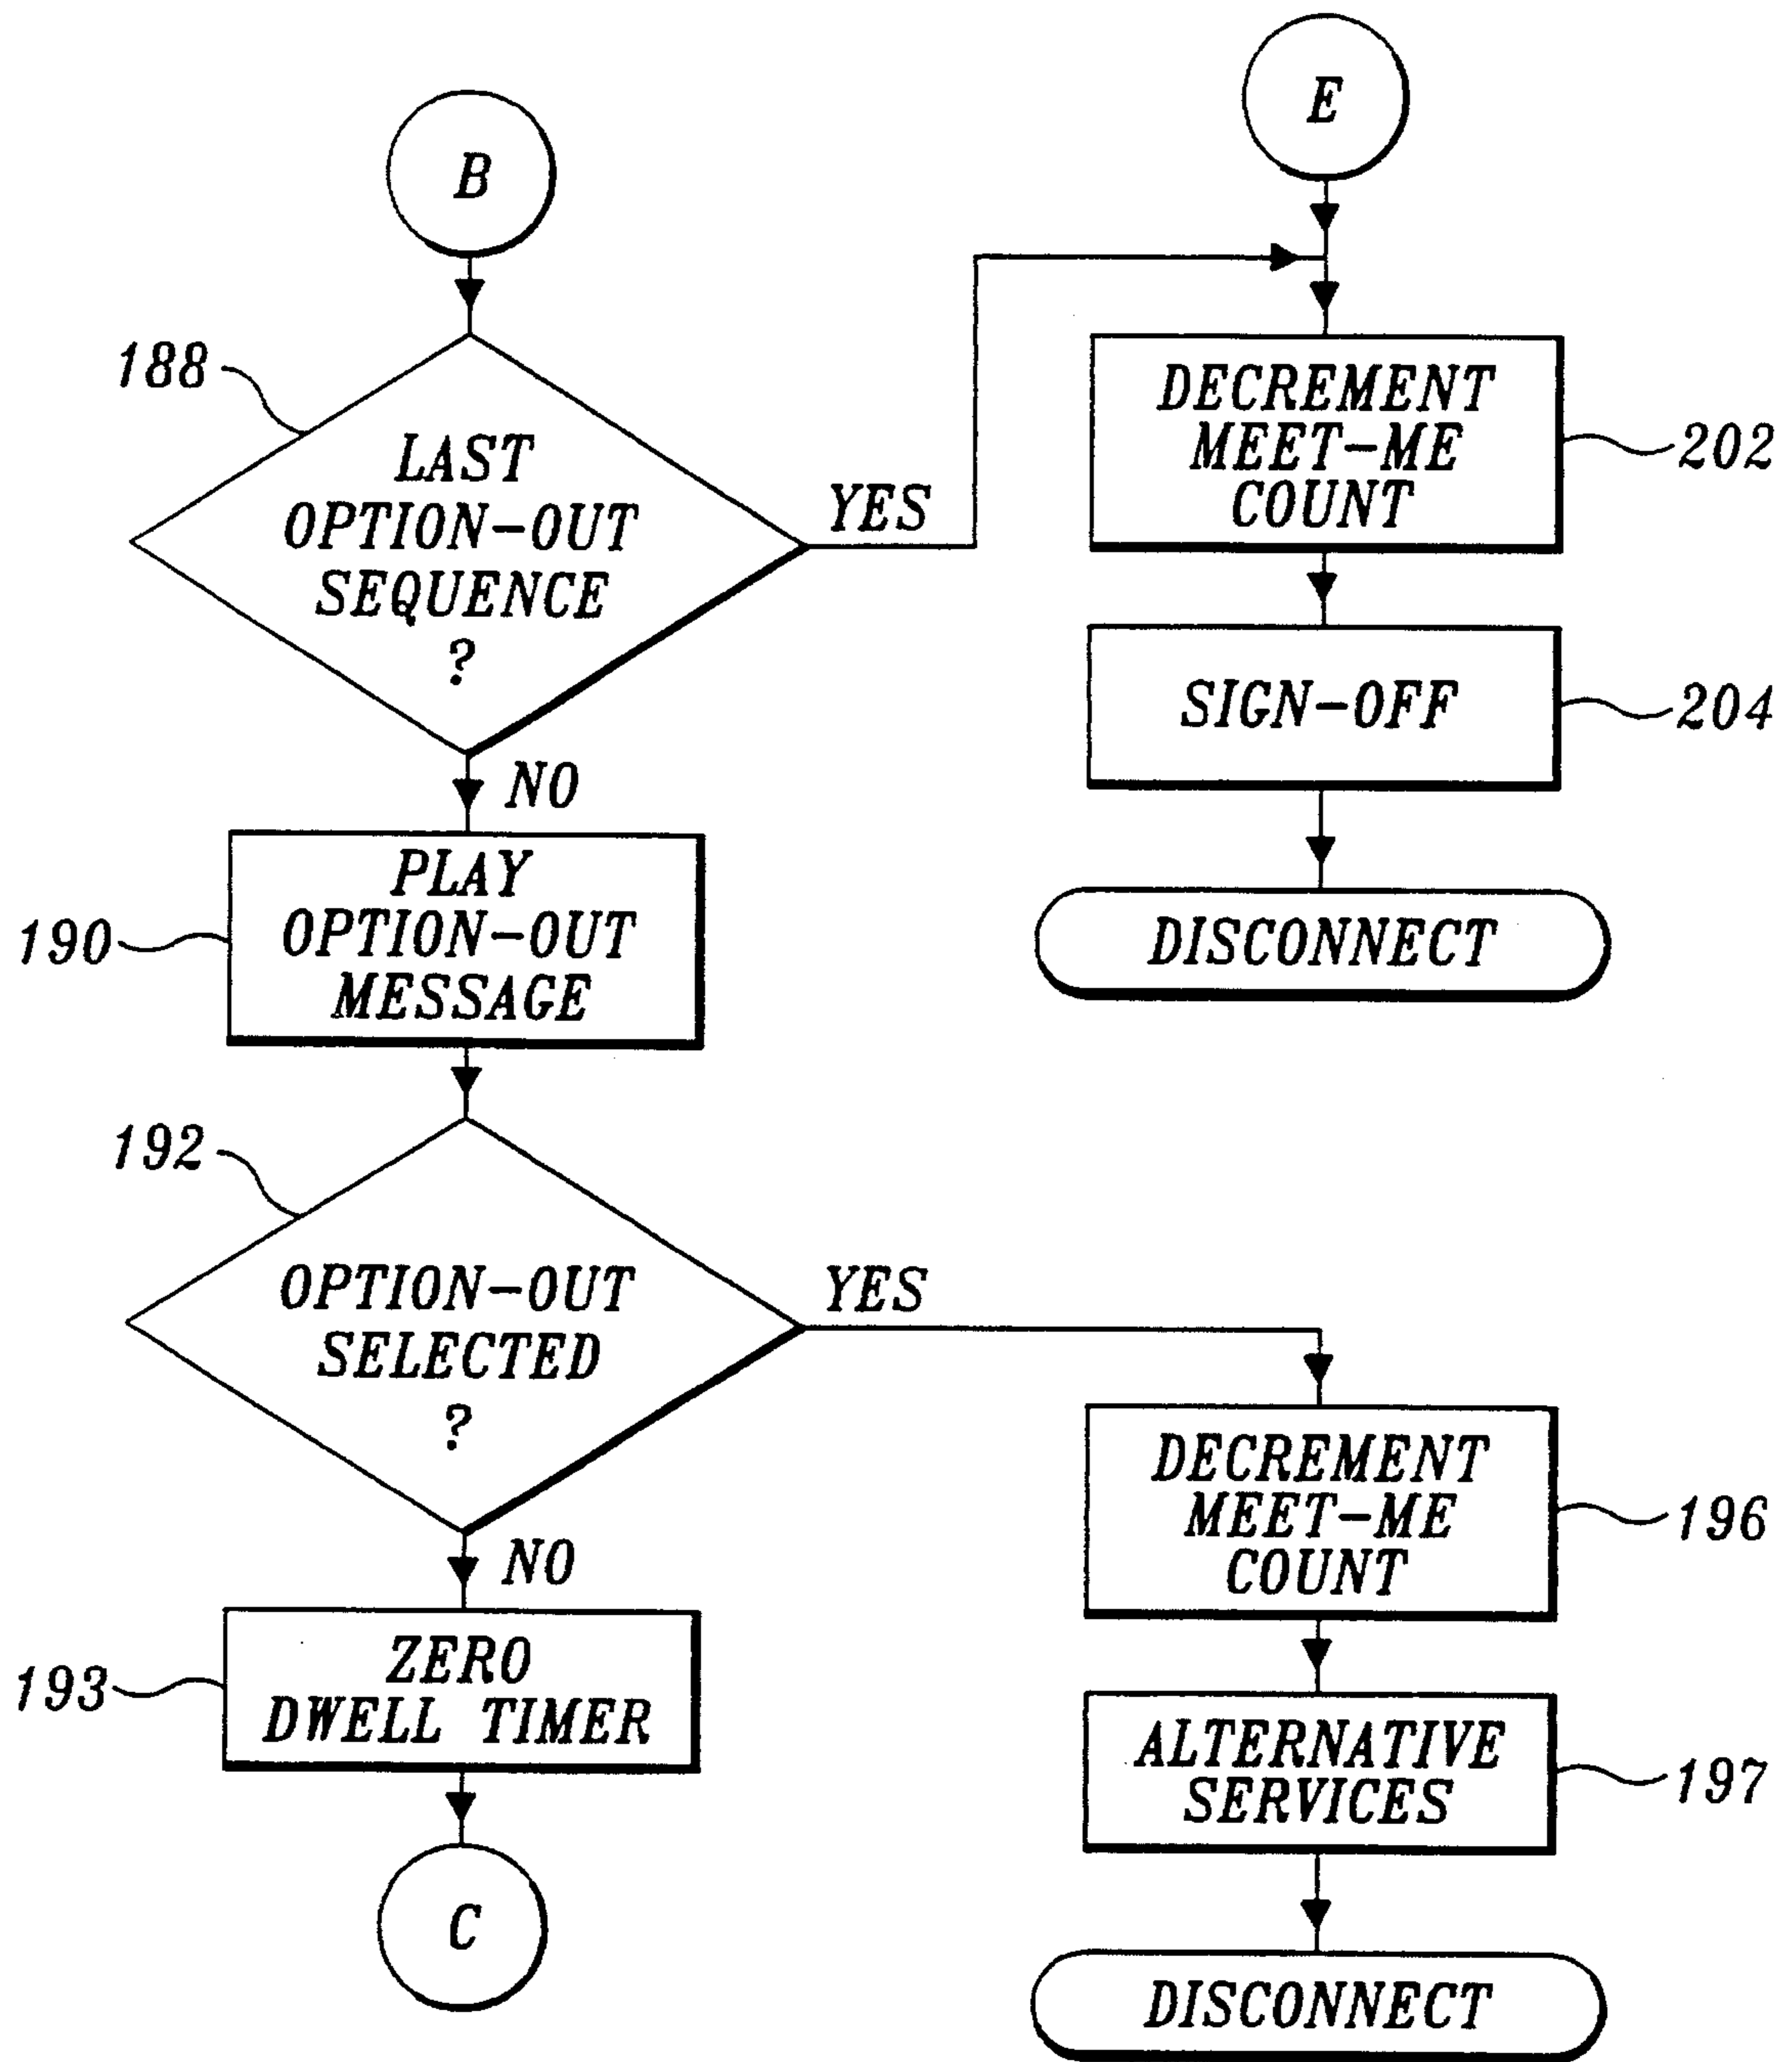 B
E
188
LAST
OPTION-OUT
SEQUENCE
?
YES
NO
DECREMENT
MEET-ME
COUNT
202
SIGN-OFF
204
DISCONNECT
PLAY
OPTION-OUT
MESSAGE
190
192
OPTION-OUT
SELECTED
?
YES
NO
DECREMENT
MEET-ME
COUNT
196
ZERO
DWELL TIMER
193
ALTERNATIVE
SERVICES
197
C
DISCONNECT